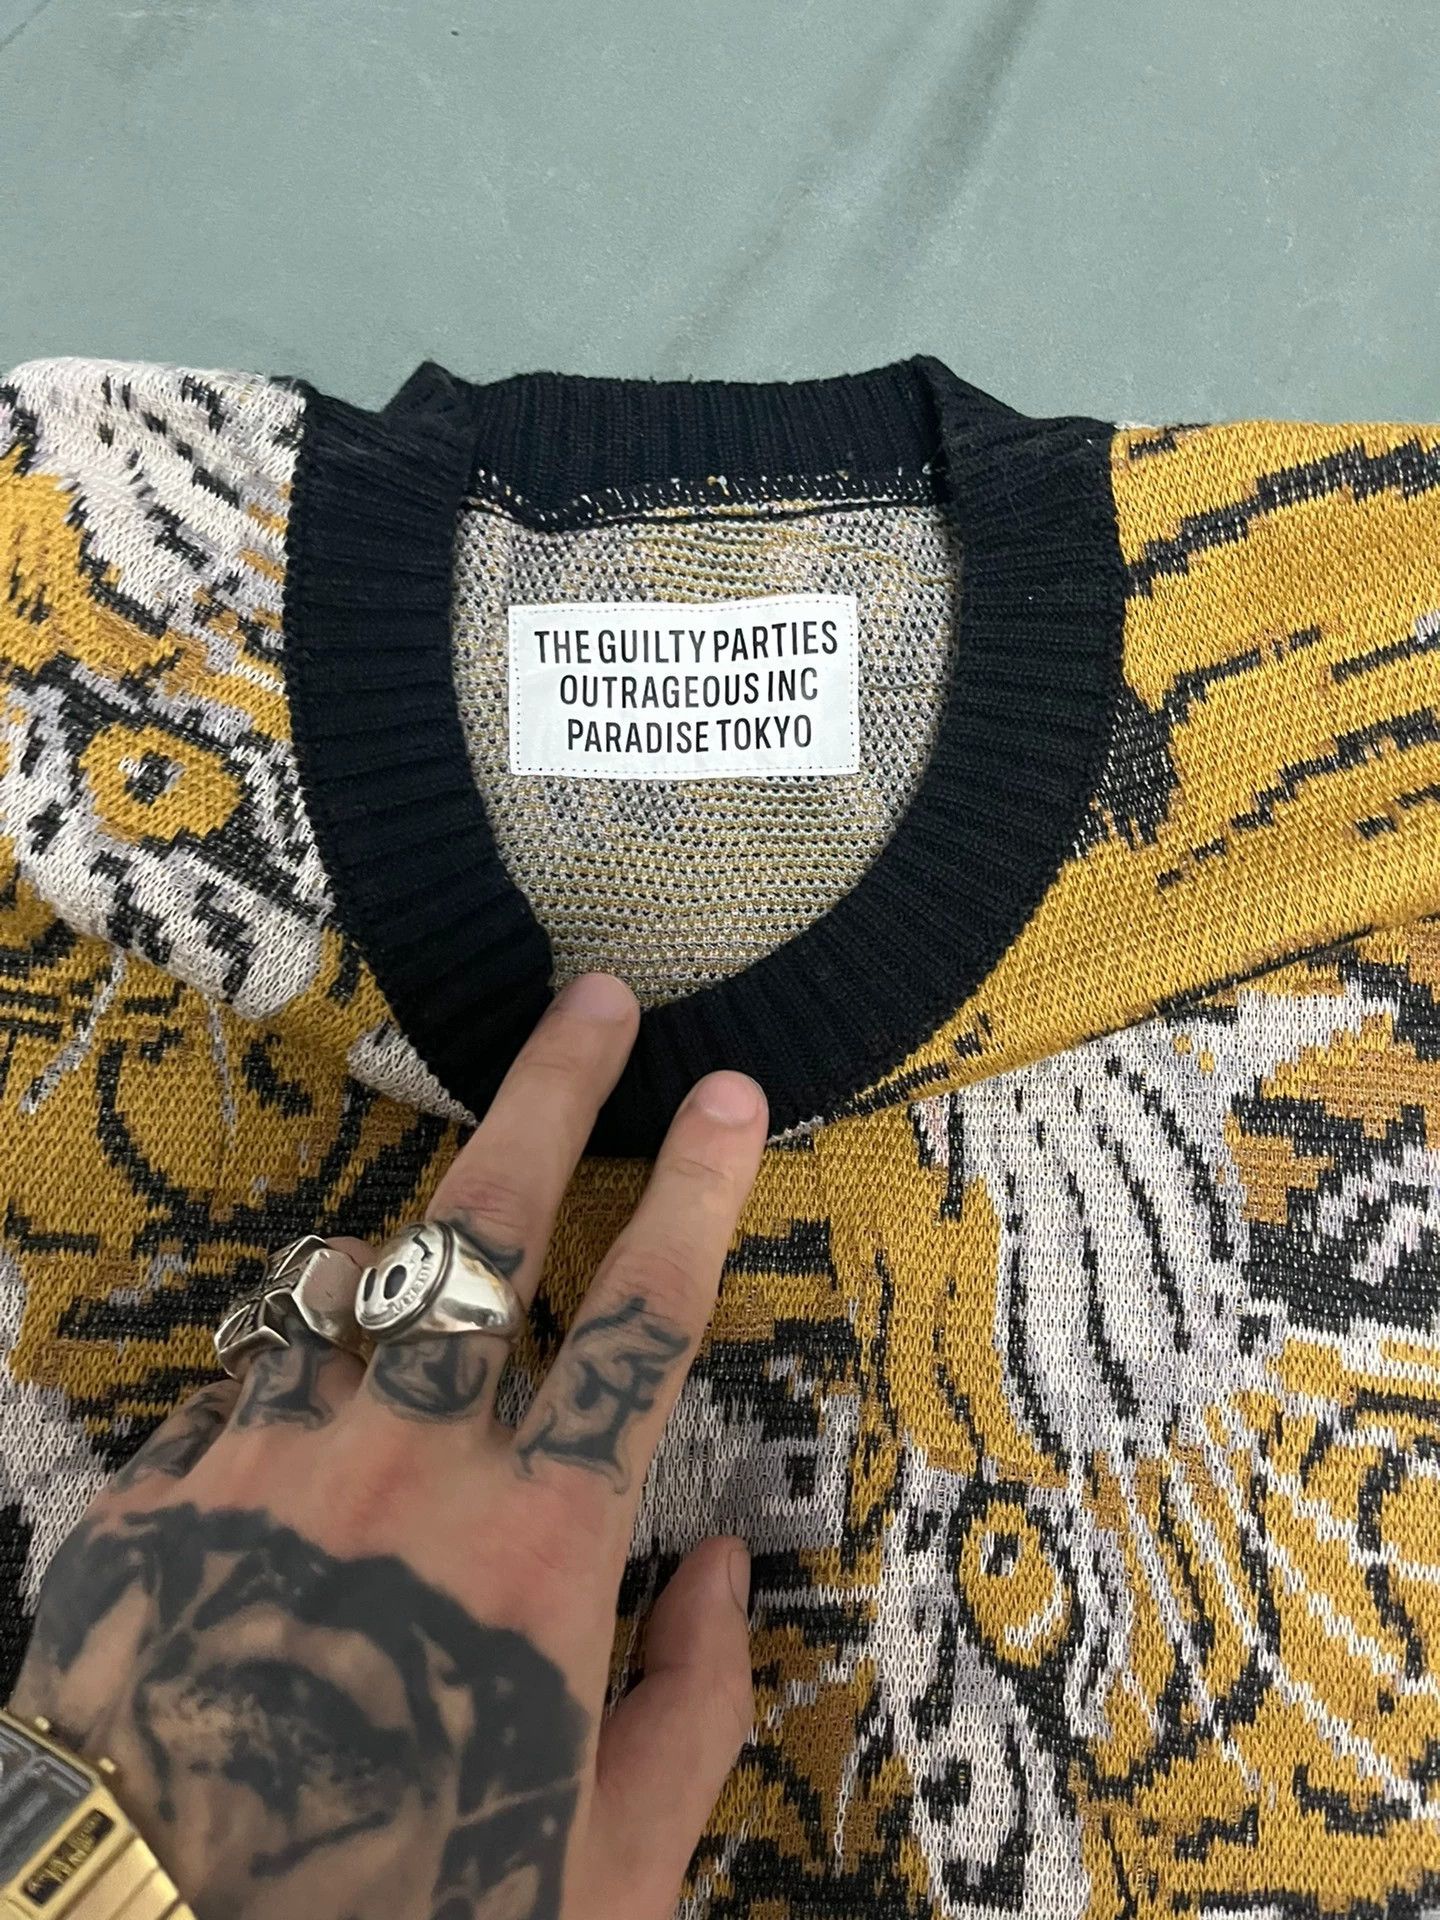 THE GUILTY PARTIES
OUTRAGEOUS INC
PARADISE TOKYO